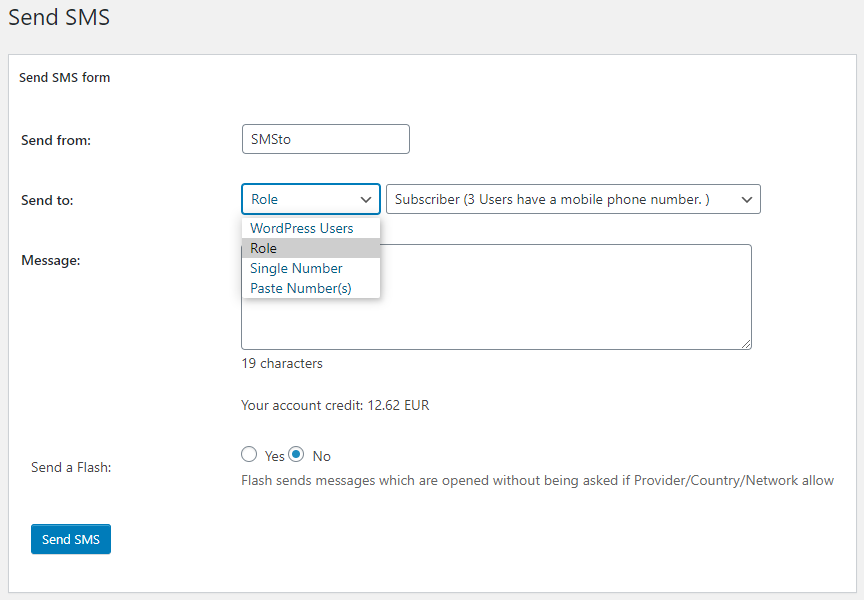 Send SMS
Send SMS form
Send from:
SMSto
Send to:
Role
Subscriber (3 Users have a mobile phone number. )
WordPress Users
Role
Single Number
Paste Number(s)
Message:
19 characters
Your account credit: 12.62 EUR
Send a Flash:
Yes No
Flash sends messages which are opened without being asked if Provider/Country/Network allow
Send SMS